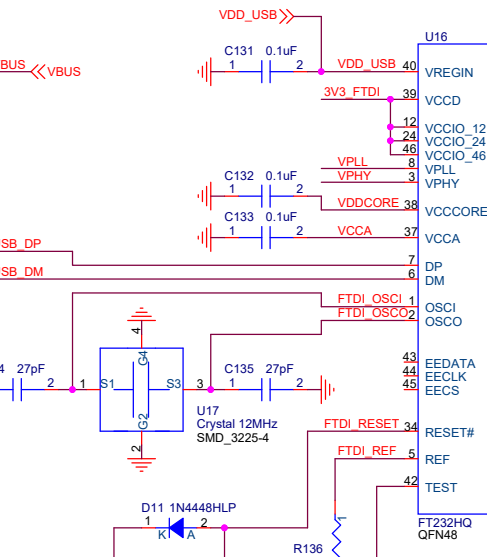 VDD_USB
U16
C131 0.1uF
BUS
VBUS
1
2
VDD_USB 40 VREGIN
3V3_FTDI 39 VCCD
12 VCCIO_12
24 VCCIO_24
46 VCCIO_46
VPLL 8 VPLL
VPHY 3 VPHY
C132 0.1uF
1
2
VDDCORE 38 VCCCORE
C133 0.1uF
1
2
VCCA 37 VCCA
SB_DP
7 DP
SB_DM
6 DM
FTDI_OSCI 1 OSCI
FTDI_OSCO 2 OSCO
4
G4
43 EEDATA
4 27pF
C135 27pF
44 EECLK
2
1 S1
S3 3
1
2
45 EECS
U17
G2
Crystal 12MHz
FTDI_RESET 34 RESET#
2
SMD_3225-4
FTDI_REF 5 REF
42 TEST
D11 1N4448HLP
1
2
K
A
1
FT232HQ
QFN48
R136